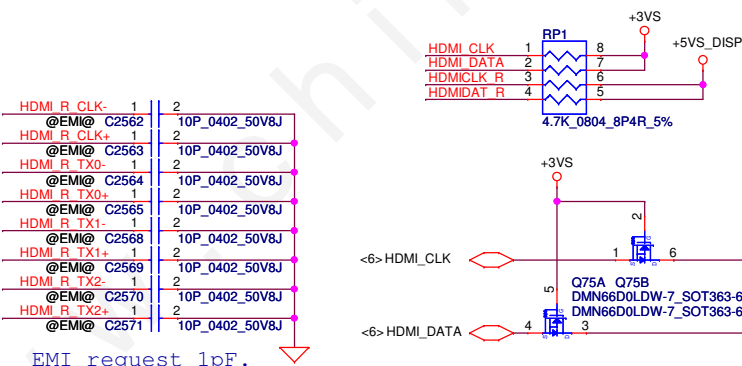 +3VS
+5VS_DISP
RP1
HDMI_CLK 1 8
HDMI_DATA 2 7
HDMICLK_R 3 6
HDMIDAT_R 4 5
4.7K_0804_8P4R_5%
HDMI_R_CLK- 1 2
@EMI@ C2562 10P_0402_50V8J
HDMI_R_CLK+ 1 2
@EMI@ C2563 10P_0402_50V8J
HDMI_R_TX0- 1 2
@EMI@ C2564 10P_0402_50V8J
HDMI_R_TX0+ 1 2
@EMI@ C2565 10P_0402_50V8J
HDMI_R_TX1- 1 2
@EMI@ C2568 10P_0402_50V8J
HDMI_R_TX1+ 1 2
@EMI@ C2569 10P_0402_50V8J
HDMI_R_TX2- 1 2
@EMI@ C2570 10P_0402_50V8J
HDMI_R_TX2+ 1 2
@EMI@ C2571 10P_0402_50V8J
EMI request 1pF.
+3VS
2
G
<6> HDMI_CLK 1 6
S D
Q75A Q75B
DMN66D0LDW-7_SOT363-6
DMN66D0LDW-7_SOT363-6
5
G
<6> HDMI_DATA 4 3
S D